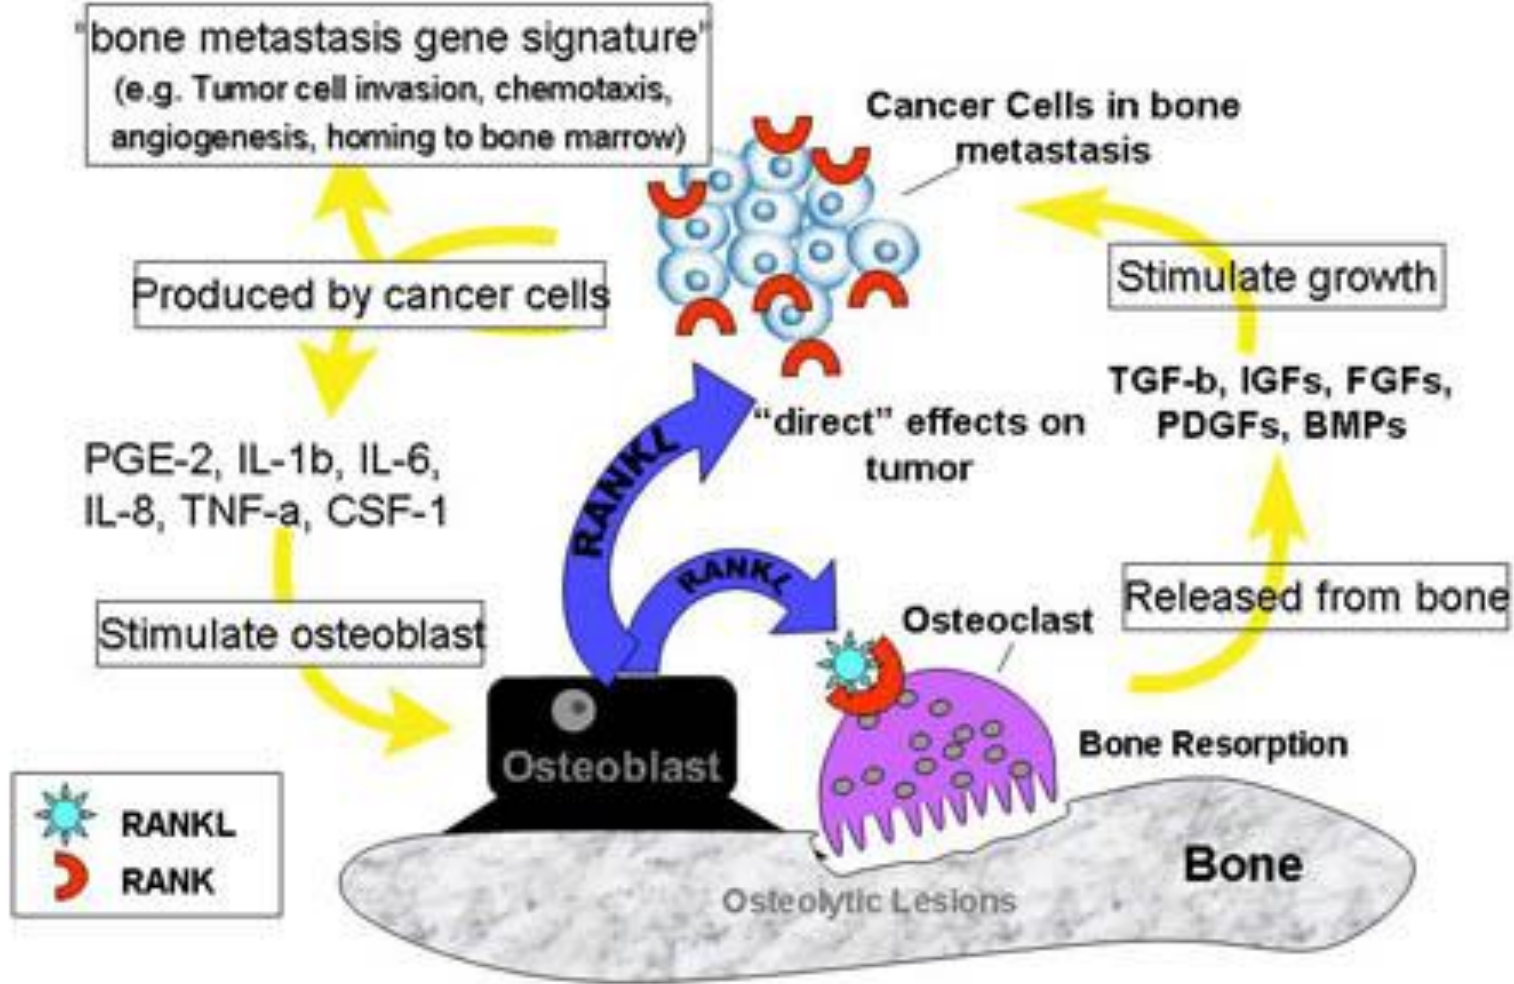 "bone metastasis gene signature"
(e.g. Tumor cell invasion, chemotaxis,
angiogenesis, homing to bone marrow)
Cancer Cells in bone
metastasis
Produced by cancer cells
Stimulate growth
TGF-b, IGFs, FGFs,
PDGFs, BMPs
"direct" effects on
tumor
PGE-2, IL-1b, IL-6,
IL-8, TNF-a, CSF-1
RANKL
RANKL
Released from bone
Stimulate osteoblast
Osteoclast
Osteoblast
Bone Resorption
RANKL
RANK
Bone
Osteolytic Lesions